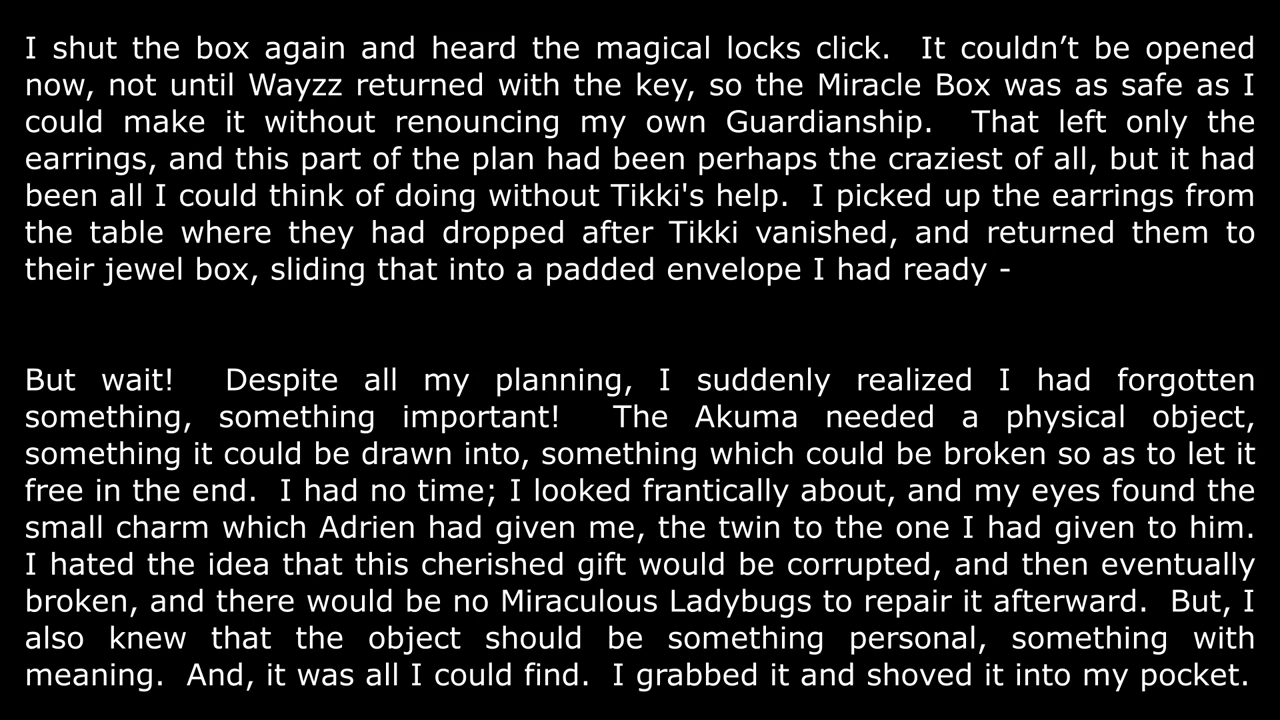 I shut the box again and heard the magical locks click.  It couldn’t be opened
now, not until Wayzz returned with the key, so the Miracle Box was as safe as I
could make it without renouncing my own Guardianship.  That left only the
earrings, and this part of the plan had been perhaps the craziest of all, but it had
been all I could think of doing without Tikki's help.  I picked up the earrings from
the table where they had dropped after Tikki vanished, and returned them to
their jewel box, sliding that into a padded envelope I had ready -
But wait!  Despite all my planning, I suddenly realized I had forgotten
something, something important!  The Akuma needed a physical object,
something it could be drawn into, something which could be broken so as to let it
free in the end.  I had no time; I looked frantically about, and my eyes found the
small charm which Adrien had given me, the twin to the one I had given to him.
I hated the idea that this cherished gift would be corrupted, and then eventually
broken, and there would be no Miraculous Ladybugs to repair it afterward.  But, I
also knew that the object should be something personal, something with
meaning.  And, it was all I could find.  I grabbed it and shoved it into my pocket.